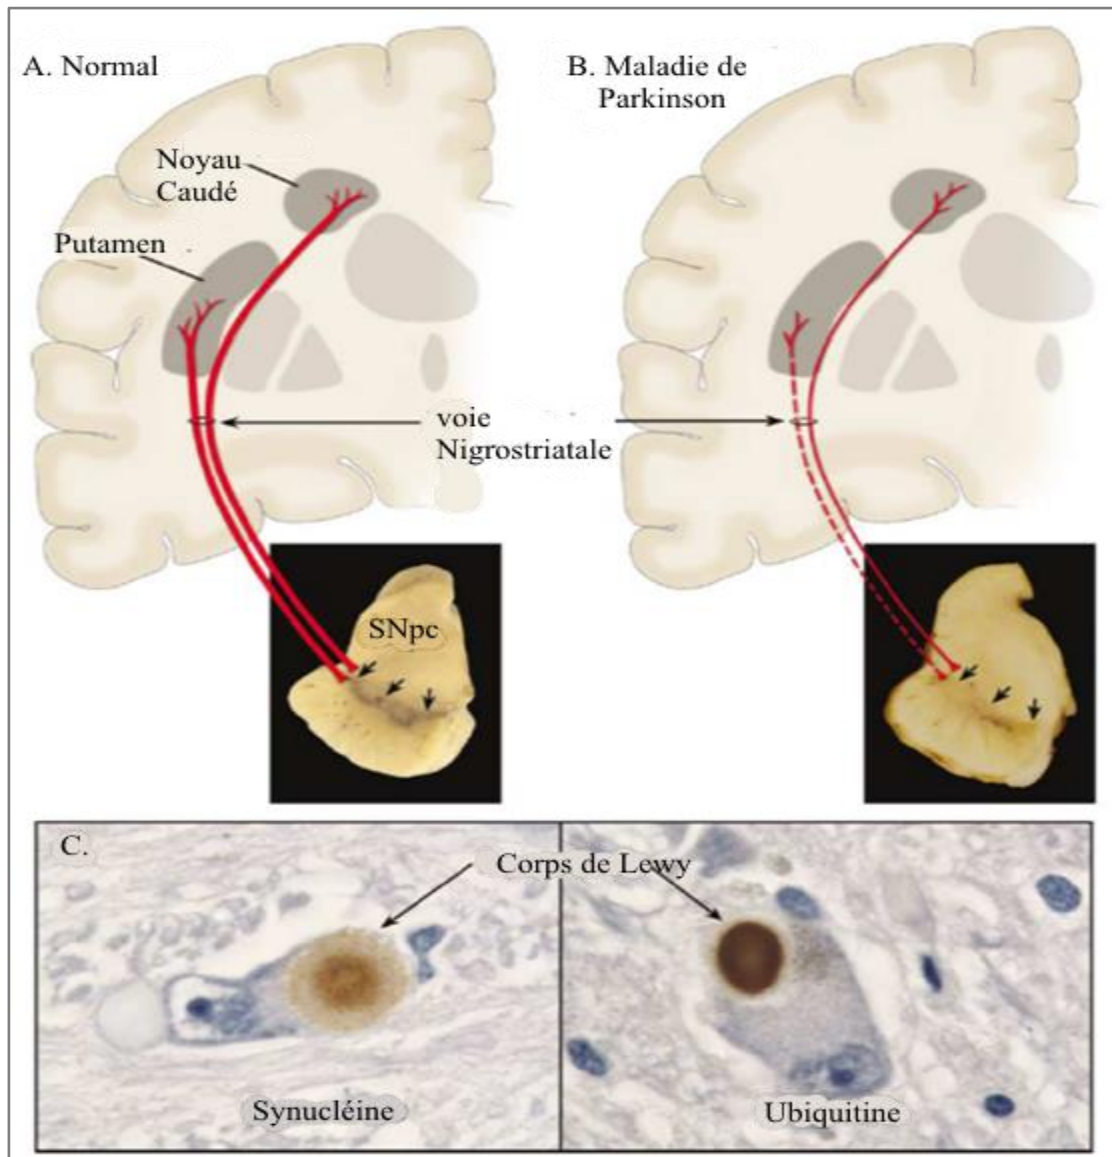 A. Normal
B. Maladie de
Parkinson
Noyau
Caudé
Putamen
voie
Nigrostriatale
SNpc
C.
Corps de Lewy
Synucléine
Ubiquitine